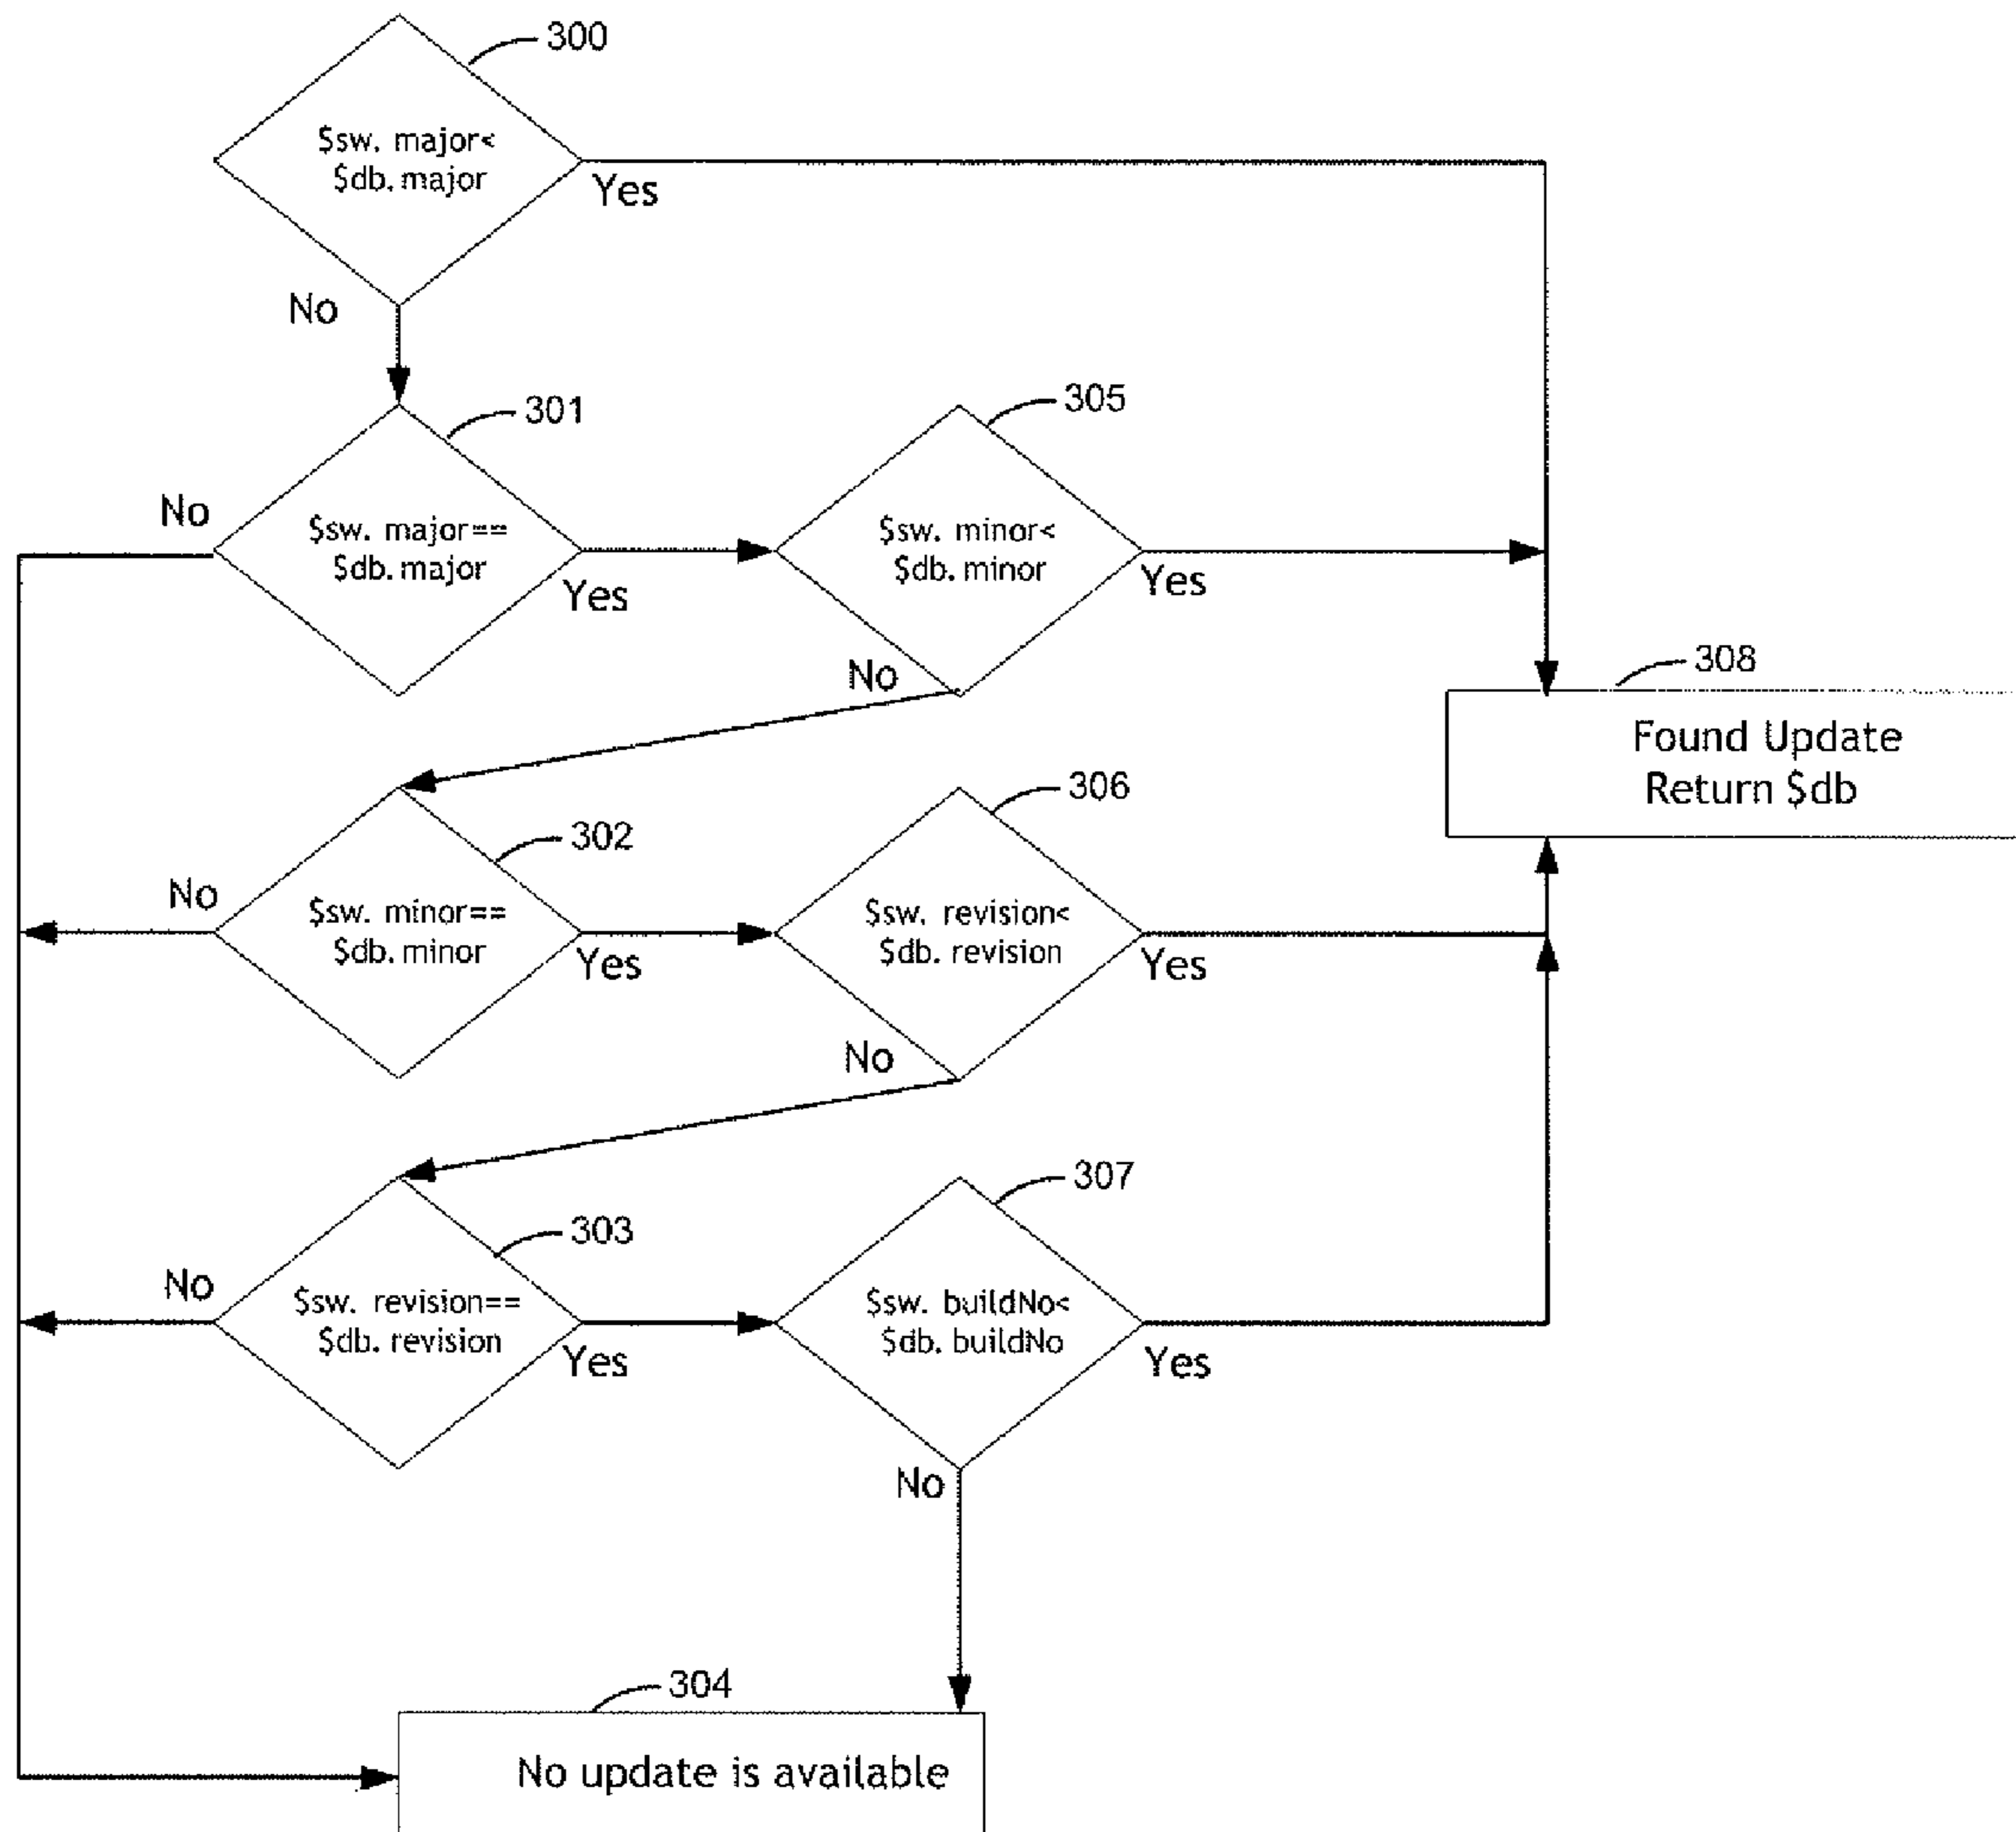 300
$sw. major<
$db. major
Yes
No
301
305
No
$sw. major==
$db. major
Yes
$sw. minor<
$db. minor
Yes
No
308
Found Update
Return $db
302
306
No
$sw. minor==
$db. minor
Yes
$sw. revision<
$db. revision
Yes
No
303
307
No
$sw. revision==
$db. revision
Yes
$sw. buildNo<
$db. buildNo
Yes
No
304
No update is available